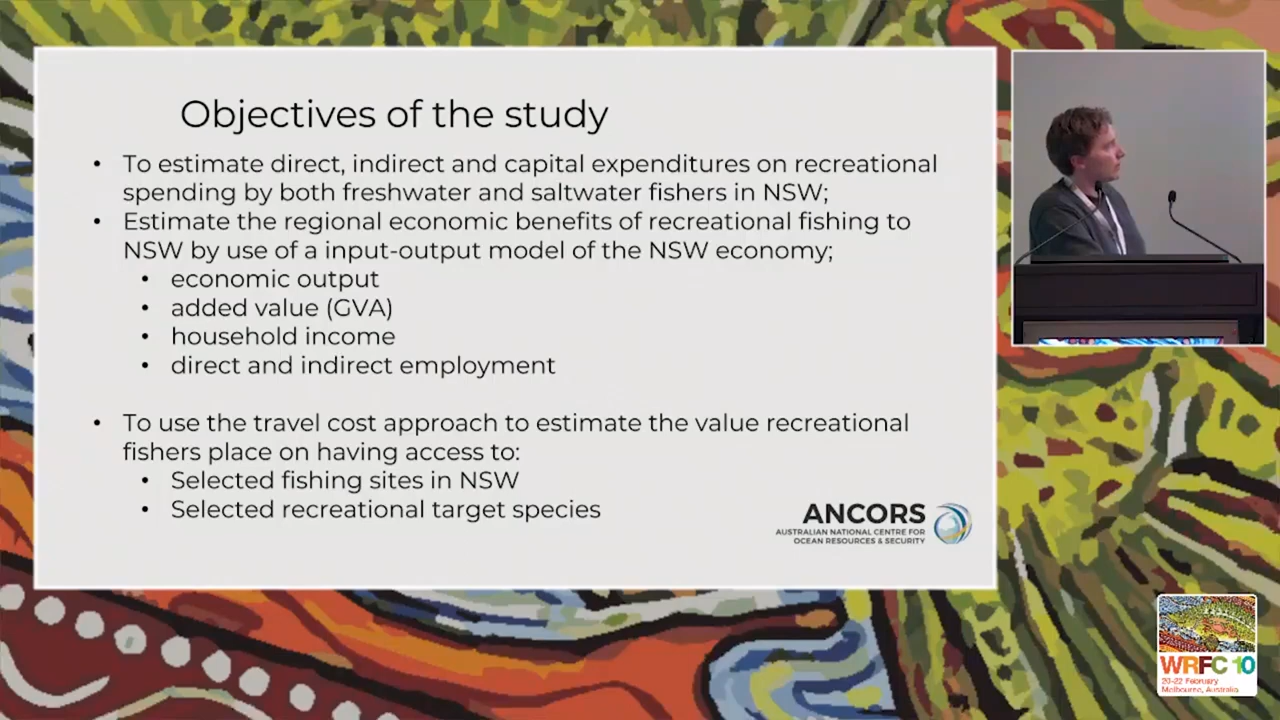 Objectives of the study
• To estimate direct, indirect and capital expenditures on recreational
spending by both freshwater and saltwater fishers in NSW;
• Estimate the regional economic benefits of recreational fishing to
NSW by use of a input-output model of the NSW economy;
• economic output
• added value (GVA)
• household income
• direct and indirect employment
• To use the travel cost approach to estimate the value recreational
fishers place on having access to:
• Selected fishing sites in NSW
• Selected recreational target species
ANCORS
AUSTRALIAN NATIONAL CENTRE FOR
OCEAN RESOURCES & SECURITY
WRFC 10
20-22 February
Melbourne, Australia